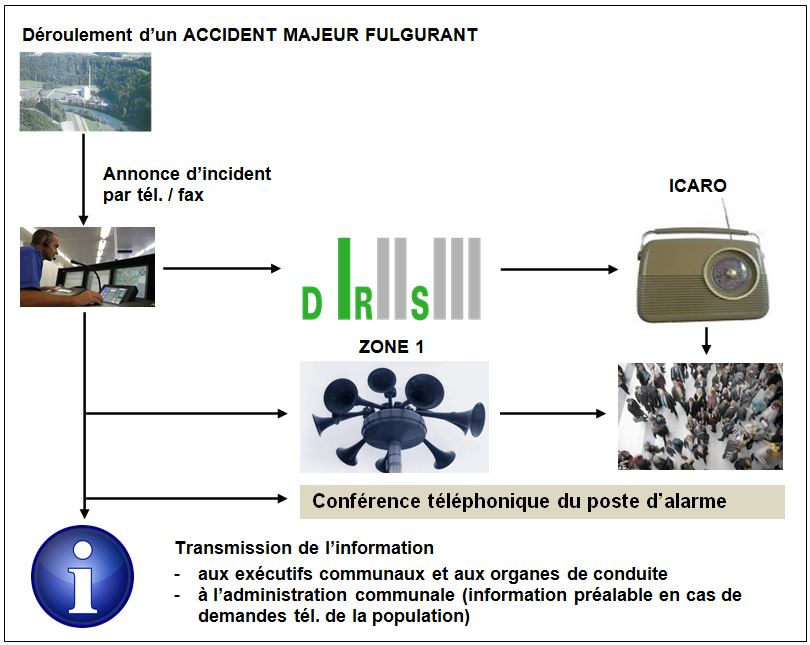 Déroulement d'un ACCIDENT MAJEUR FULGURANT
Annonce d'incident
par tél. / fax
ICARO
D R S
ZONE 1
Conférence téléphonique du poste d'alarme
i
Transmission de l'information
- aux exécutifs communaux et aux organes de conduite
- à l'administration communale (information préalable en cas de
demandes tél. de la population)